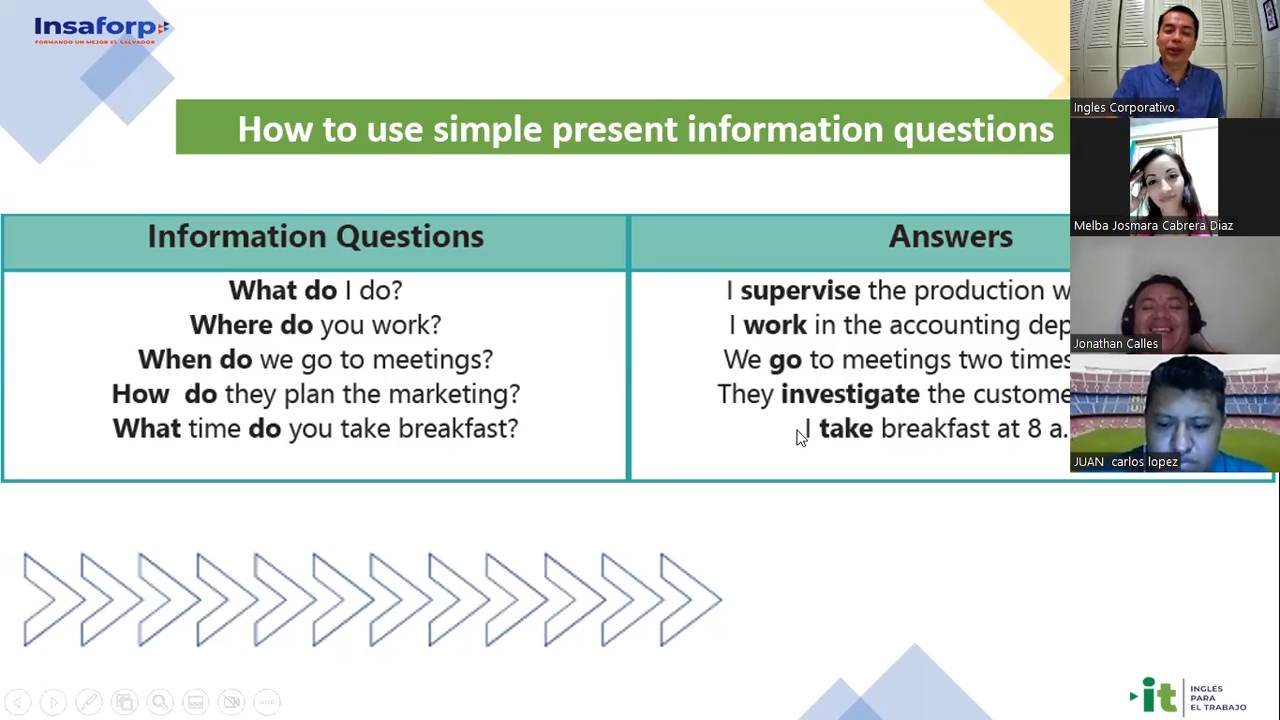 Insaforp
FORMANDO UN MEJOR EL SALVADOR
How to use simple present information questions
Information Questions
What do I do?
Where do you work?
When do we go to meetings?
How do they plan the marketing?
What time do you take breakfast?
Answers
I supervise the production w
I work in the accounting dep
We go to meetings two times
They investigate the custome
I take breakfast at 8 a.
Ingles Corporativo
Melba Josmara Cabrera Diaz
Jonathan Calles
JUAN carlos lopez
it
INGLÉS
PARA
EL TRABAJO